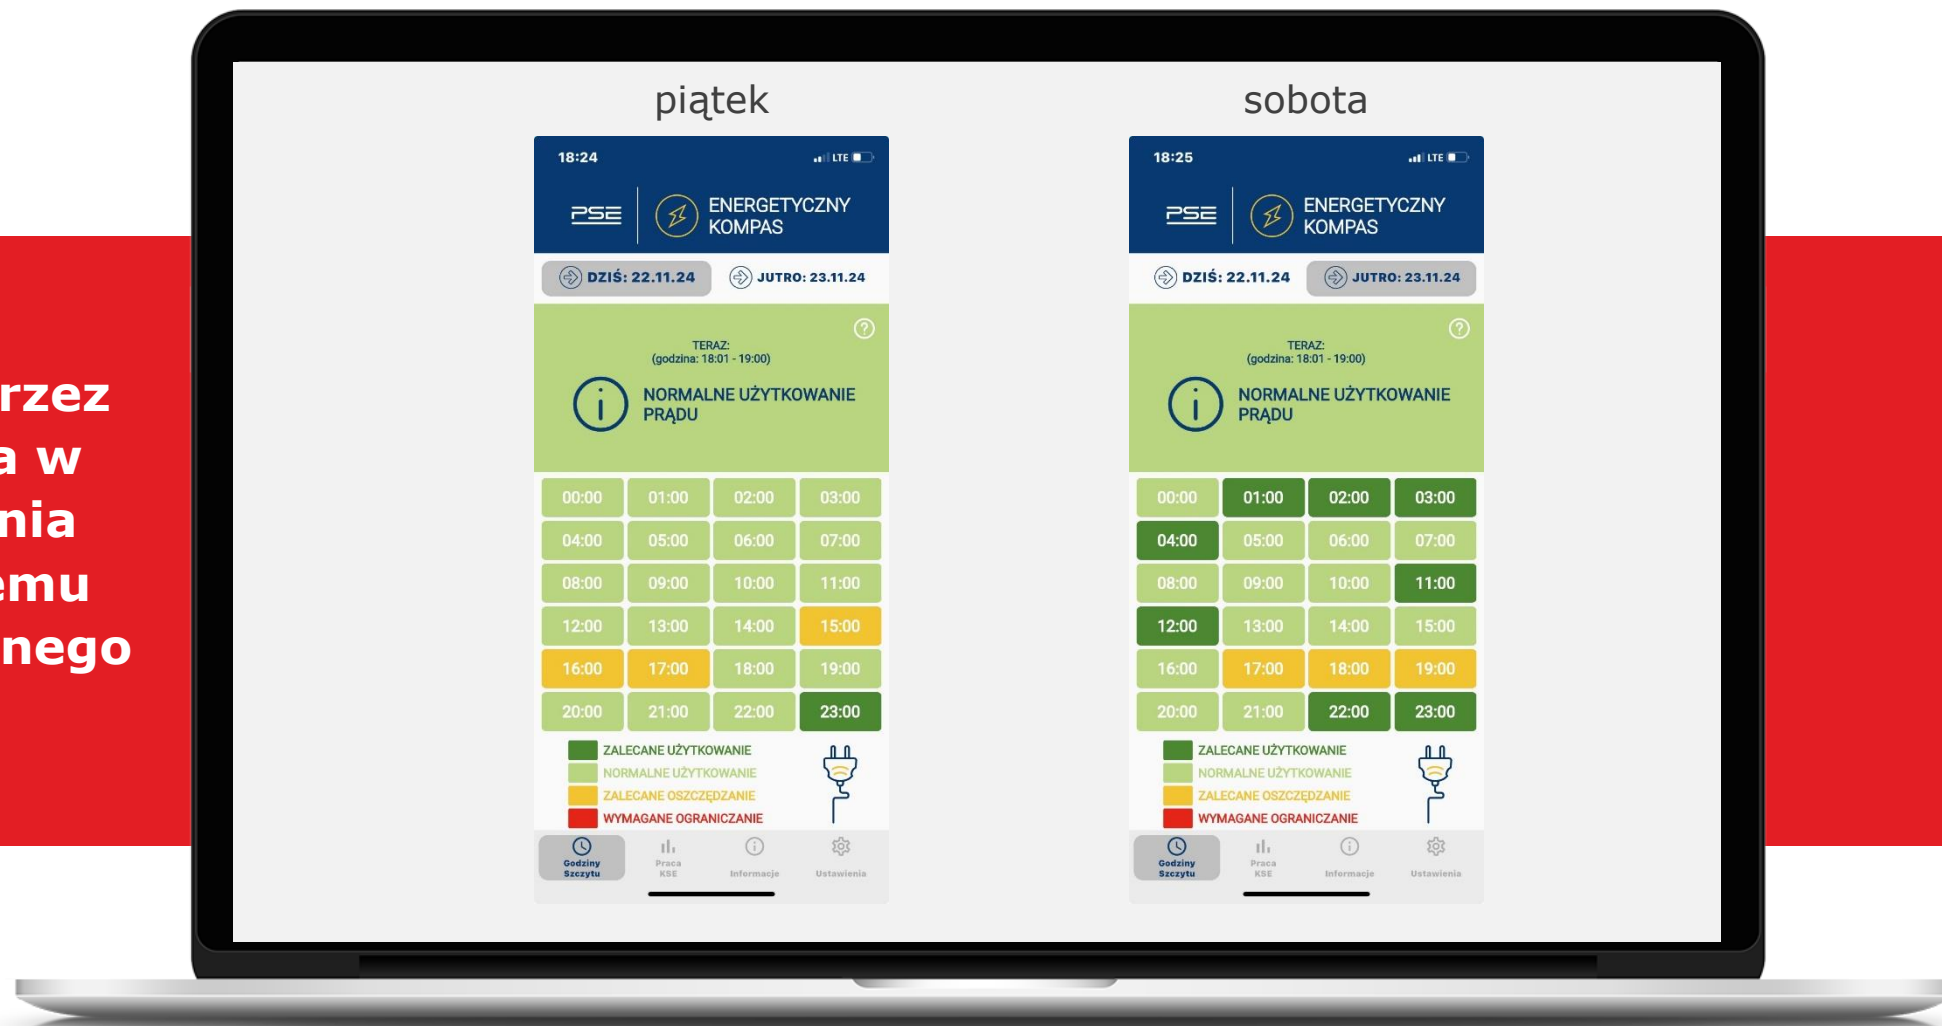 rzez
a w
nia
emu
nego
piątek
18:24 LTE
PSE
ENERGETYCZNY
KOMPAS
DZIŚ: 22.11.24 JUTRO: 23.11.24
TERAZ:
(godzina: 18:01 - 19:00)
NORMALNE UŻYTKOWANIE
PRĄDU
00:00 01:00 02:00 03:00
04:00 05:00 06:00 07:00
08:00 09:00 10:00 11:00
12:00 13:00 14:00 15:00
16:00 17:00 18:00 19:00
20:00 21:00 22:00 23:00
ZALECANE UŻYTKOWANIE
NORMALNE UŻYTKOWANIE
ZALECANE OSZCZĘDZANIE
WYMAGANE OGRANICZANIE
Godziny
Szczytu
Praca
KSE
Informacje
Ustawienia
sobota
18:25 LTE
PSE
ENERGETYCZNY
KOMPAS
DZIŚ: 22.11.24 JUTRO: 23.11.24
TERAZ:
(godzina: 18:01 - 19:00)
NORMALNE UŻYTKOWANIE
PRĄDU
00:00 01:00 02:00 03:00
04:00 05:00 06:00 07:00
08:00 09:00 10:00 11:00
12:00 13:00 14:00 15:00
16:00 17:00 18:00 19:00
20:00 21:00 22:00 23:00
ZALECANE UŻYTKOWANIE
NORMALNE UŻYTKOWANIE
ZALECANE OSZCZĘDZANIE
WYMAGANE OGRANICZANIE
Godziny
Szczytu
Praca
KSE
Informacje
Ustawienia